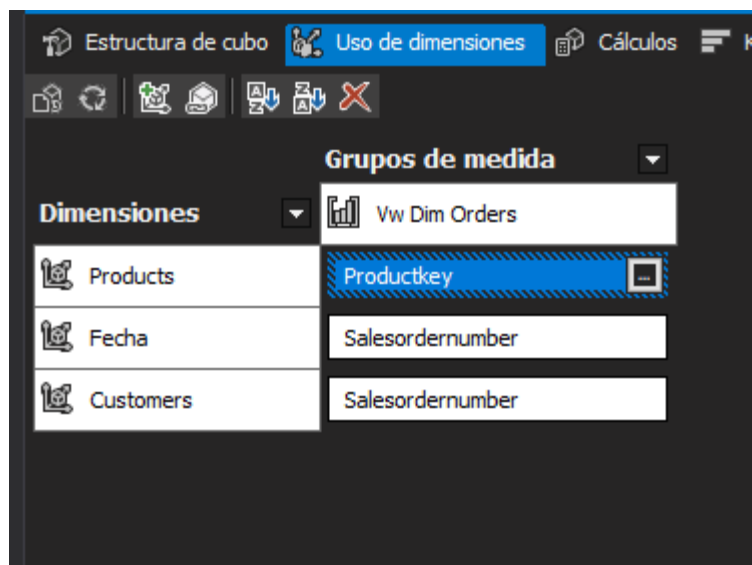 Estructura de cubo Uso de dimensiones Cálculos K
Grupos de medida
Dimensiones Vw Dim Orders
Products Productkey ...
Fecha Salesordernumber
Customers Salesordernumber